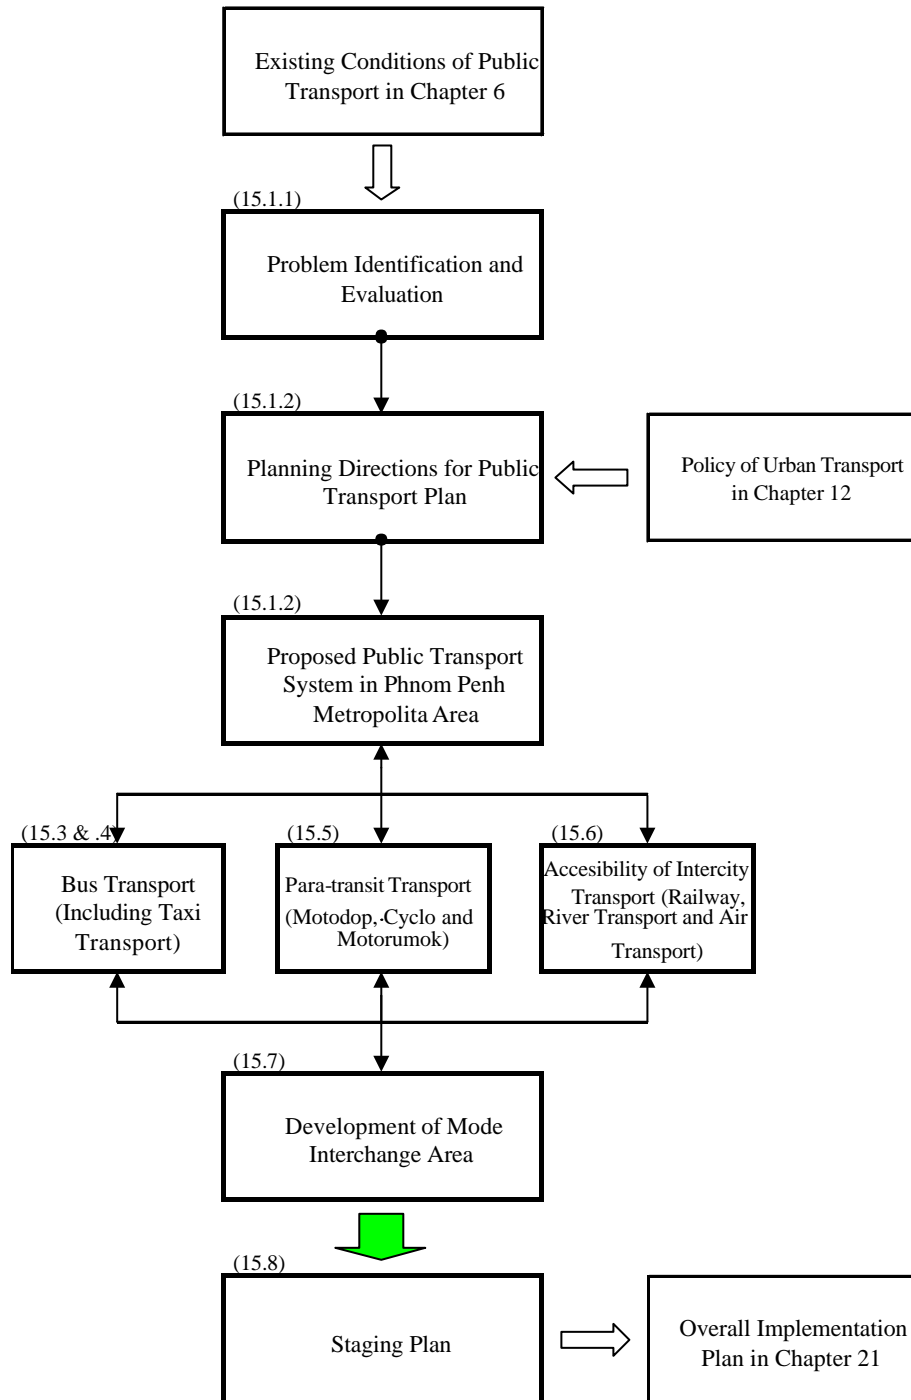 Existing Conditions of Public
Transport in Chapter 6
(15.1.1)
Problem Identification and
Evaluation
(15.1.2)
Planning Directions for Public
Transport Plan
Policy of Urban Transport
in Chapter 12
(15.1.2)
Proposed Public Transport
System in Phnom Penh
Metropolita Area
(15.3 & .4)
Bus Transport
(Including Taxi
Transport)
(15.5)
Para-transit Transport
(Motodop, Cyclo and
Motorumok)
(15.6)
Accesibility of Intercity
Transport (Railway,
River Transport and Air
Transport)
(15.7)
Development of Mode
Interchange Area
(15.8)
Staging Plan
Overall Implementation
Plan in Chapter 21